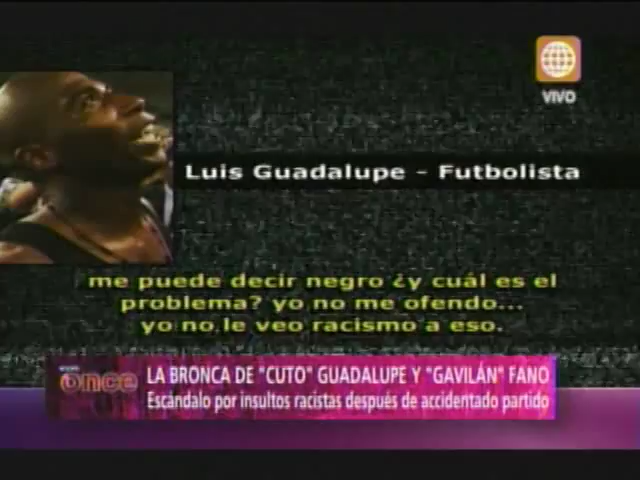 VIVO
Luis Guadalupe - Futbolista
me puede decir negro ¿y cuál es el
problema? yo no me ofendo...
yo no le veo racismo a eso.
once
LA BRONCA DE "CUTO" GUADALUPE Y "GAVILÁN" FANO
Escándalo por insultos racistas después de accidentado partido